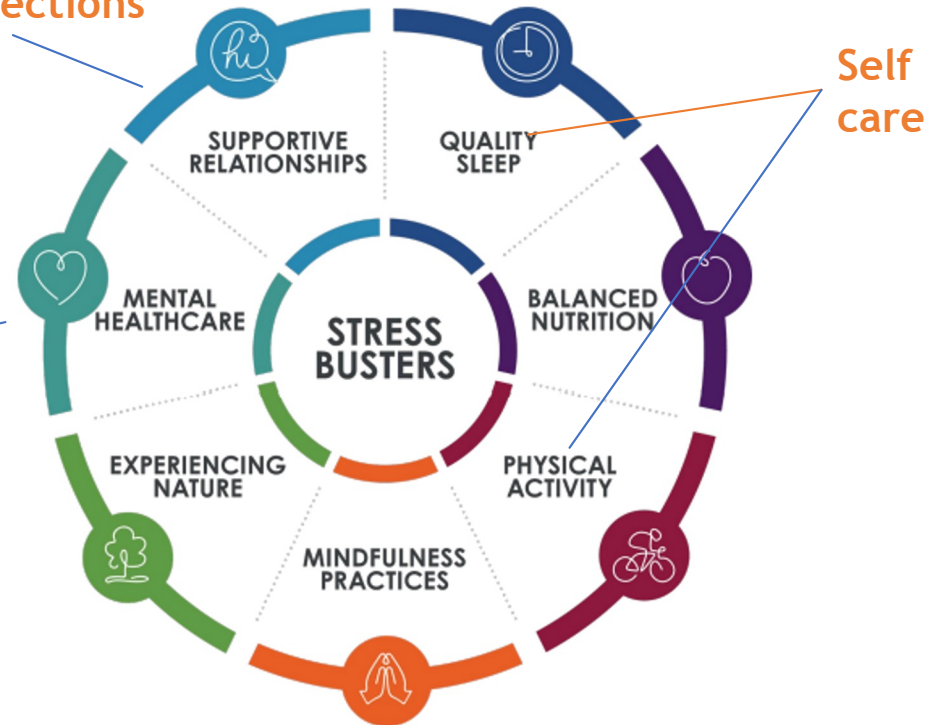 ections
Self
care
hi
SUPPORTIVE
RELATIONSHIPS
QUALITY
SLEEP
MENTAL
HEALTHCARE
BALANCED
NUTRITION
STRESS
BUSTERS
EXPERIENCING
NATURE
PHYSICAL
ACTIVITY
MINDFULNESS
PRACTICES